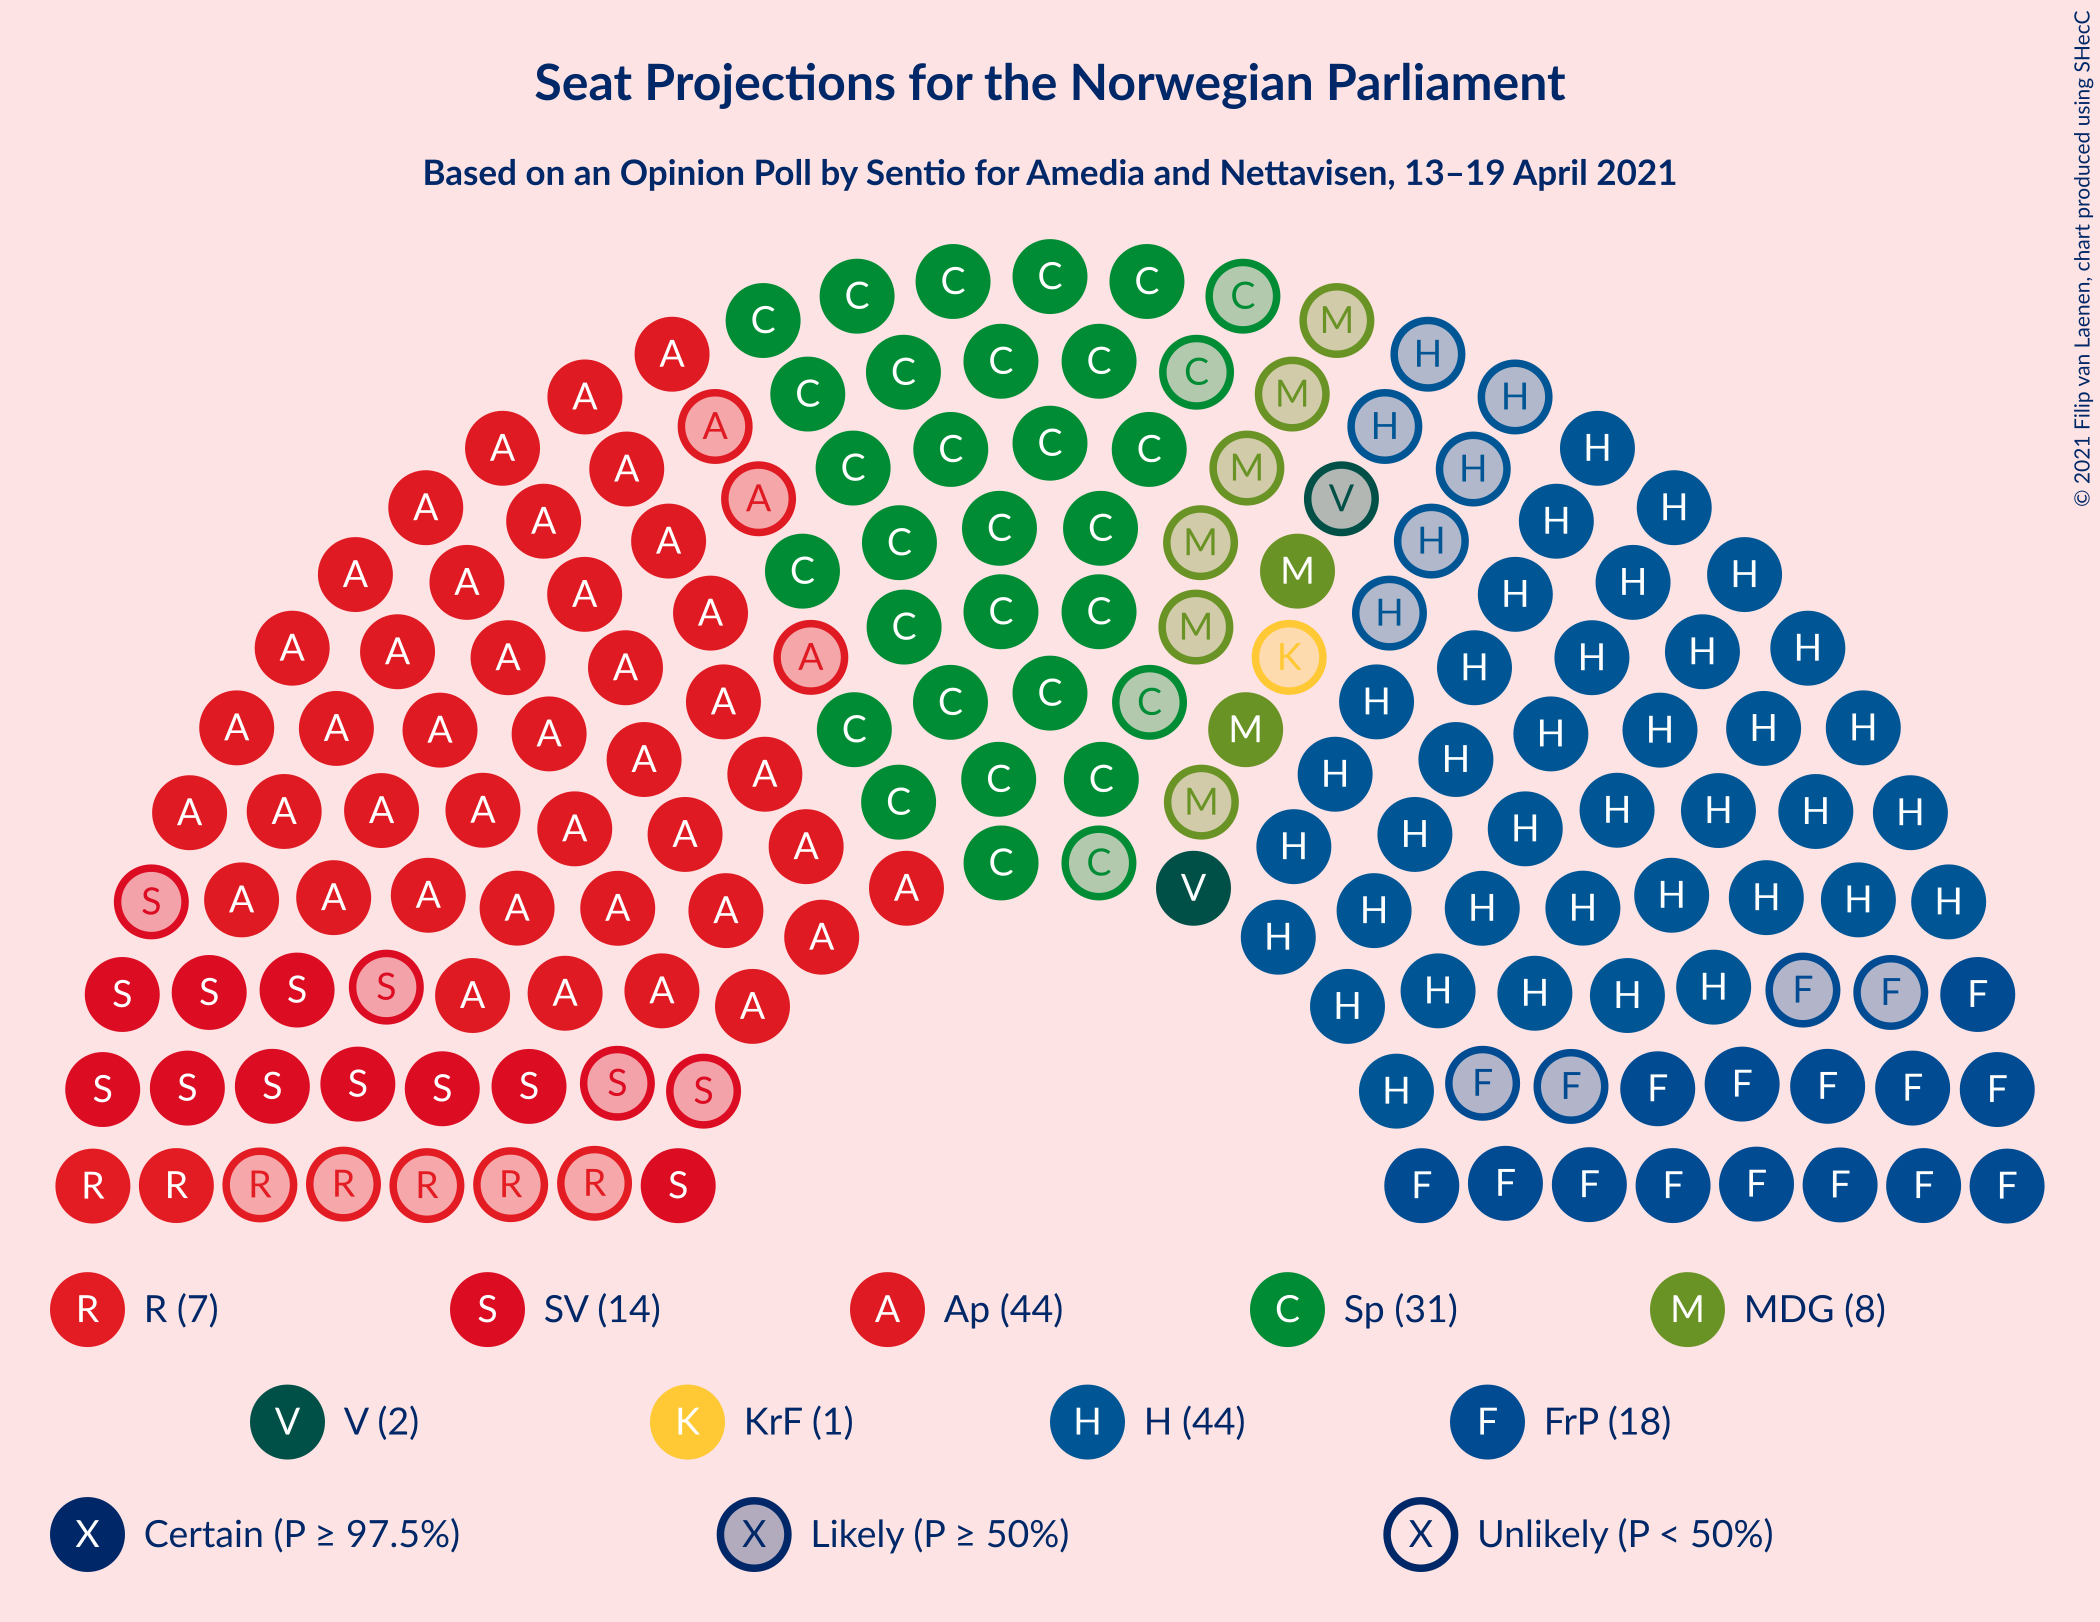 Seat Projections for the Norwegian Parliament
Based on an Opinion Poll by Sentio for Amedia and Nettavisen, 13–19 April 2021
© 2021 Filip van Laenen, chart produced using SHecC
C C C C C C M
A C C C C C M H H
A A C C C C M V H H H
A A A C C C C M M H H H
A A A A C C C M K H H H
A A A A A C C C C M H H H H
A A A A A A C C C M H H H H H
A A A A A A A A C C V H H H H H H H
S A A A A A A A H H H H H H H H
S S S S A A A A H H H H H F F F
S S S S S S S S H F F F F F F F
R R R R R R R S F F F F F F F F
R R (7) S SV (14) A Ap (44) C Sp (31) M MDG (8)
V V (2) K KrF (1) H H (44) F FrP (18)
X Certain (P ≥ 97.5%) X Likely (P ≥ 50%) X Unlikely (P < 50%)